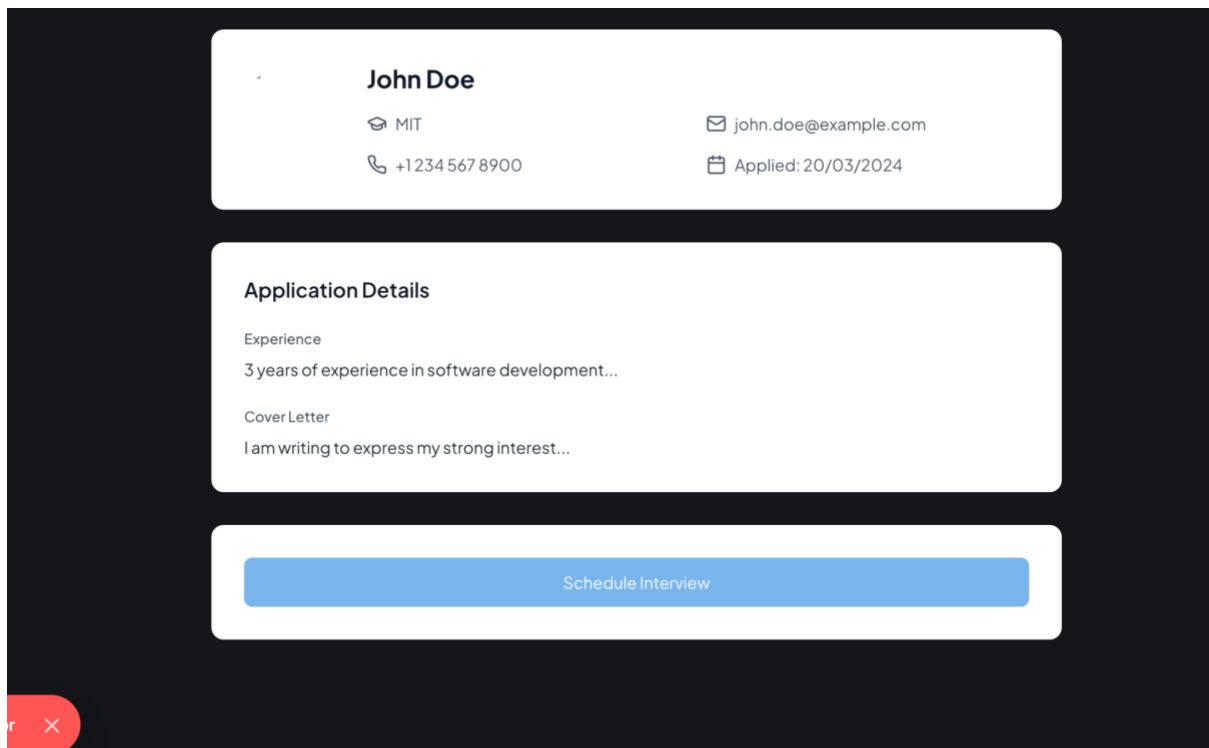 John Doe
MIT
john.doe@example.com
+1 234 567 8900
Applied: 20/03/2024
Application Details
Experience
3 years of experience in software development...
Cover Letter
I am writing to express my strong interest...
Schedule Interview